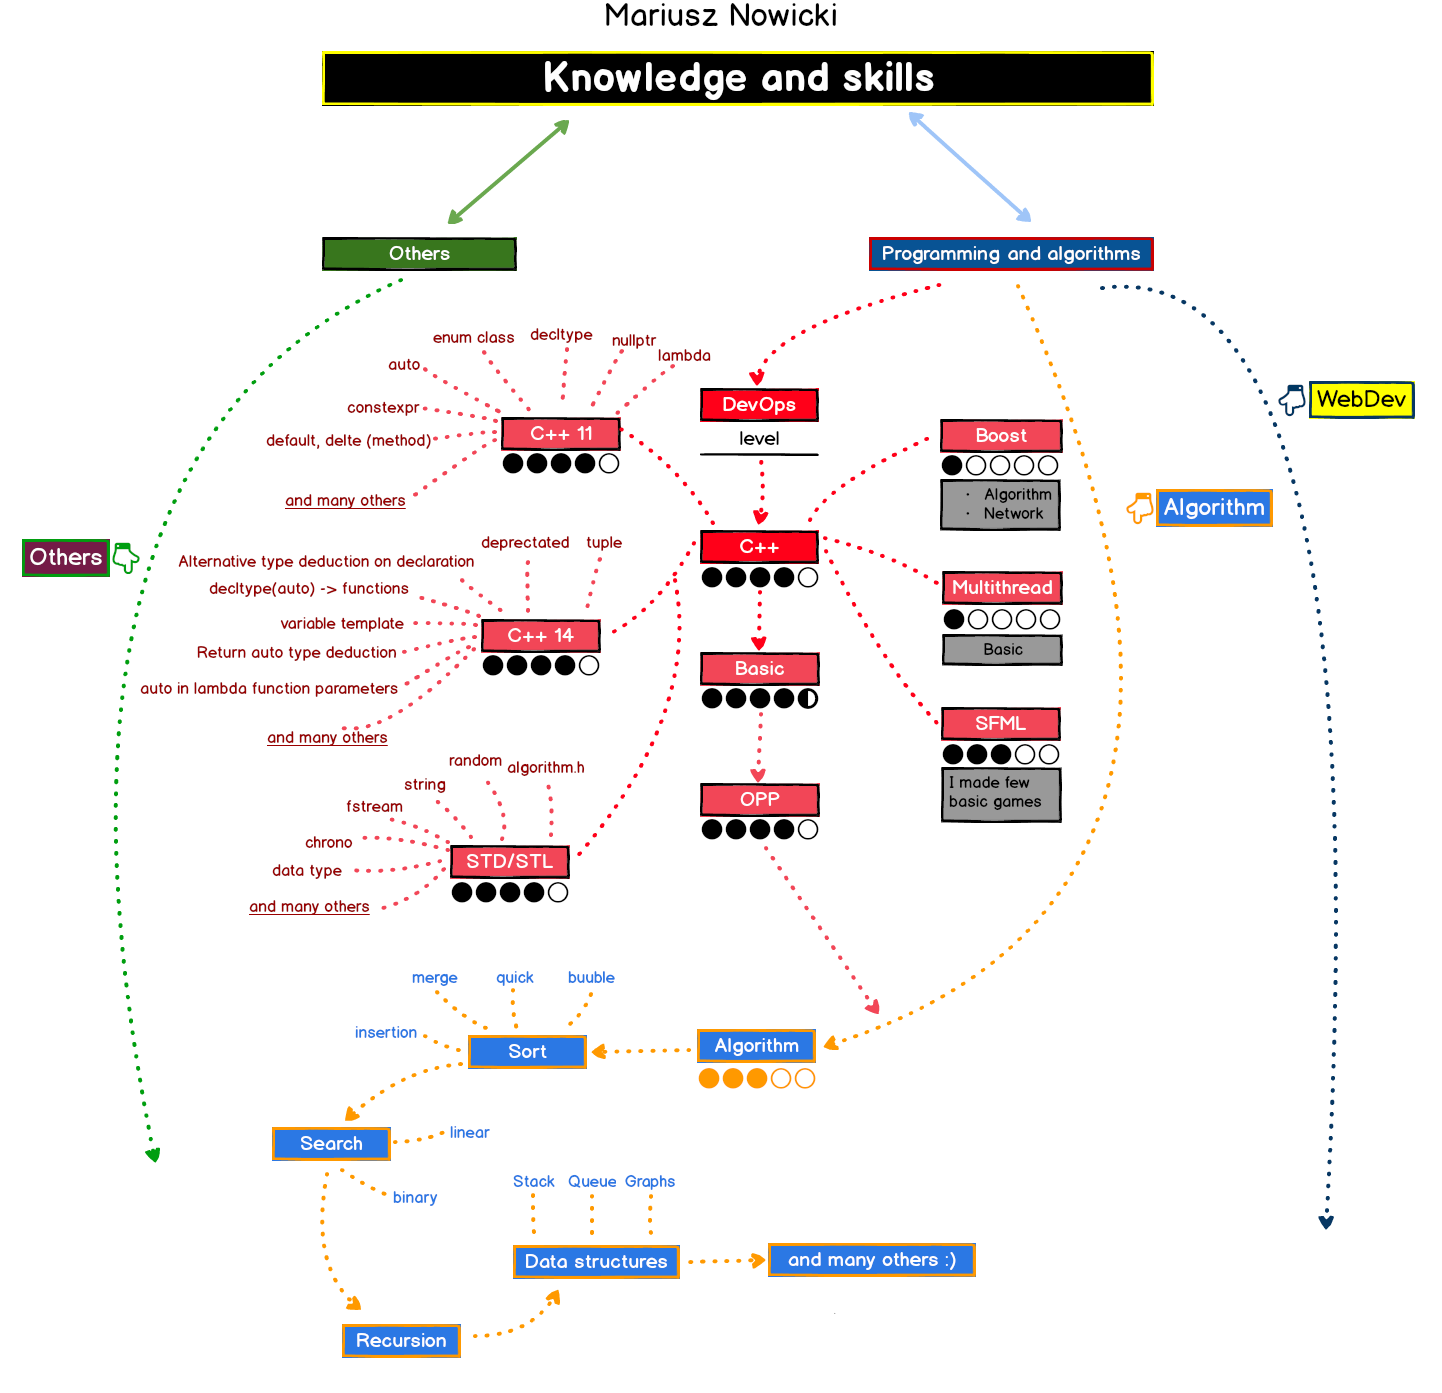 Mariusz Nowicki
Knowledge and skills
Others
Programming and algorithms
enum class
decltype
nullptr
lambda
auto
constexpr
default, delte (method)
and many others
C++ 11
DevOps
level
WebDev
Boost
· Algorithm
· Network
Algorithm
Others
C++
deprectated
tuple
Alternative type deduction on declaration
decltype(auto) -> functions
variable template
Return auto type deduction
auto in lambda function parameters
and many others
C++ 14
Multithread
Basic
Basic
SFML
I made few
basic games
OPP
random
algorithm.h
string
fstream
chrono
data type
and many others
STD/STL
merge
quick
buuble
insertion
Sort
Algorithm
Search
linear
binary
Stack
Queue
Graphs
Data structures
and many others :)
Recursion